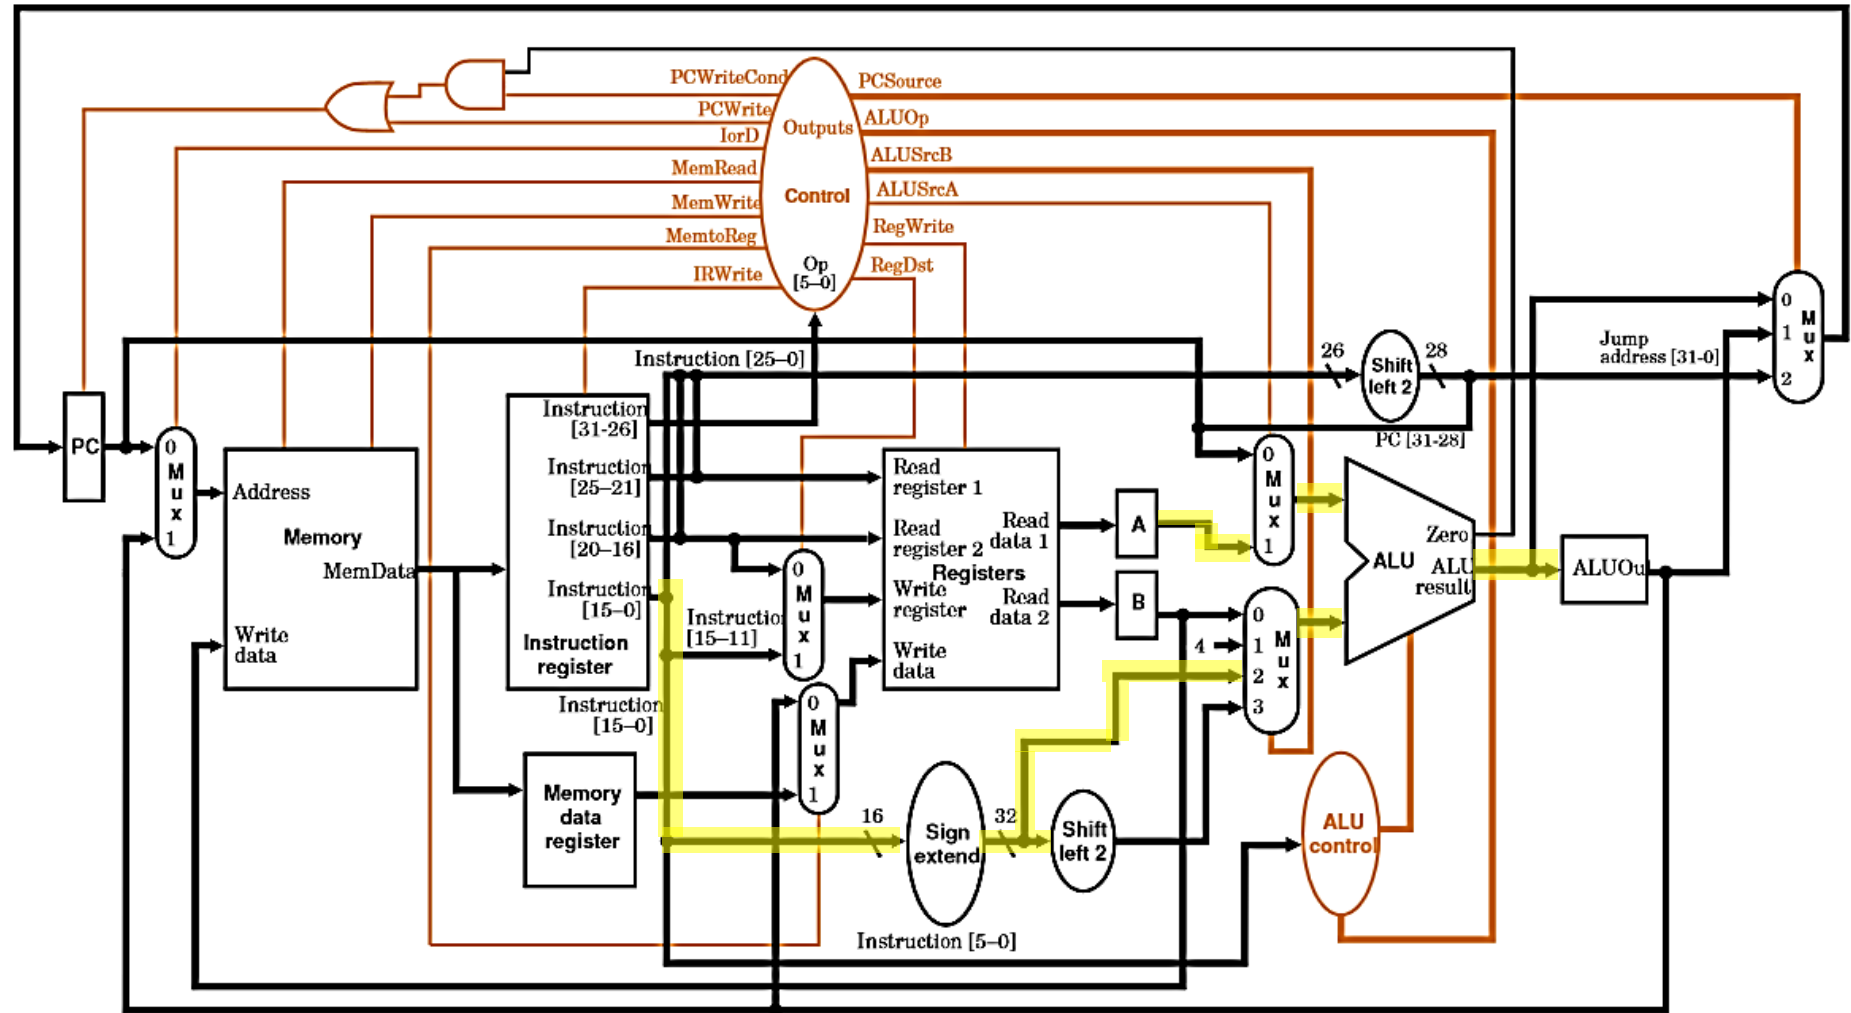 PCWriteCond
PCSource
PCWrite
ALUOp
Outputs
IorD
ALUSrcB
MemRead
ALUSrcA
Control
MemWrite
RegWrite
MemtoReg
RegDst
IRWrite
Op
[5–0]
0
1
2
M
u
x
Jump
address [31-0]
26
28
Shift
left 2
Instruction [25–0]
PC [31-28]
PC
0
M
u
x
1
Address
Memory
MemData
Write
data
Instruction
[31-26]
Instruction
[25–21]
Instruction
[20–16]
Instruction
[15–0]
Instruction
register
Instruction
[15–11]
Instruction
[15–0]
0
M
u
x
1
Read
register 1
Read
register 2
Registers
Write
register
Write
data
Read
data 1
Read
data 2
A
B
0
M
u
x
1
0
4
1
2
3
M
u
x
Zero
ALU
ALU
result
ALUOu
0
M
u
x
1
Memory
data
register
16
Sign
extend
32
Shift
left 2
ALU
control
Instruction [5–0]